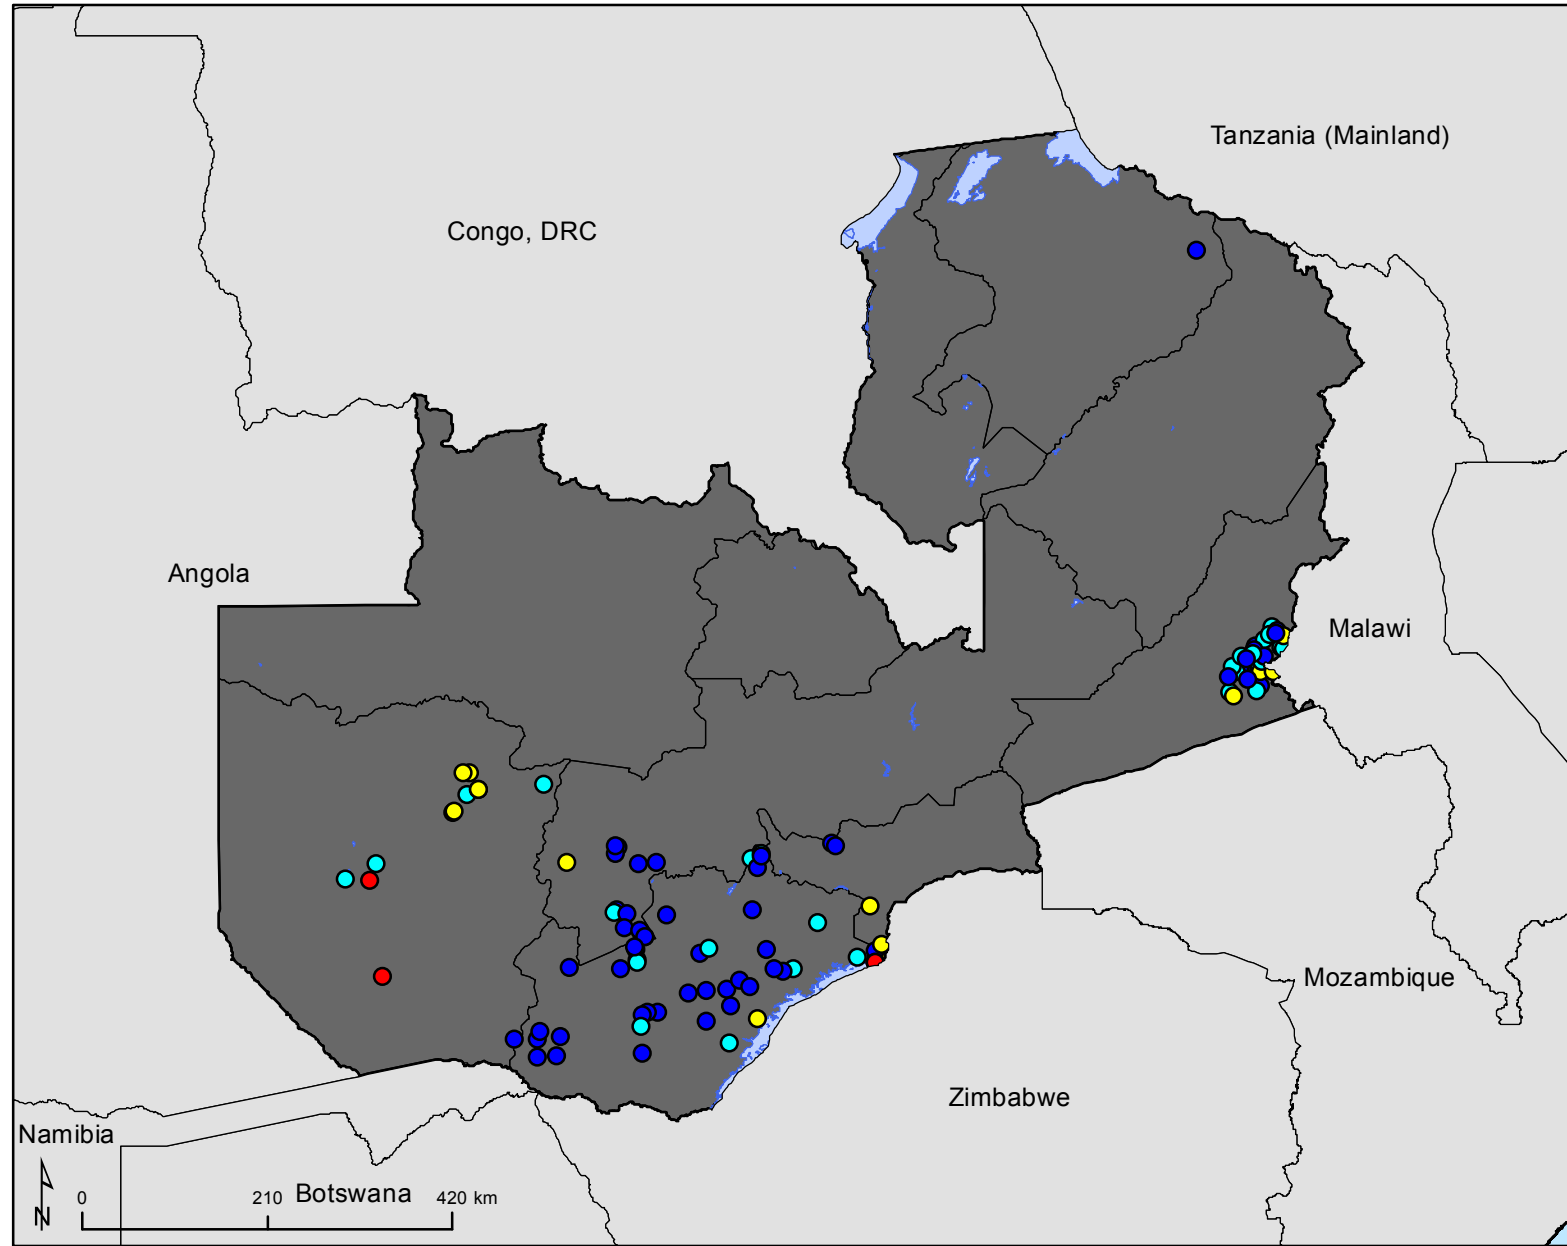 Tanzania (Mainland)
Congo, DRC
Angola
Malawi
Mozambique
Zimbabwe
Namibia
Botswana
0 210 420 km
N